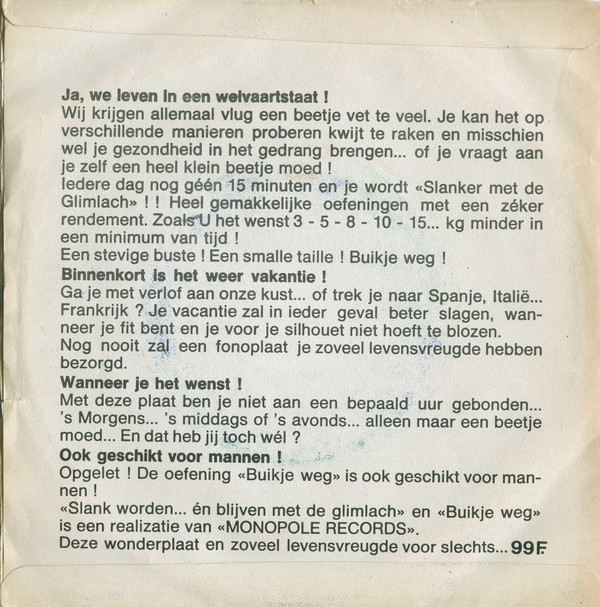 Ja, we leven in een welvaartstaat !
Wij krijgen allemaal vlug een beetje vet te veel. Je kan het op
verschillende manieren proberen kwijt te raken en misschien
wel je gezondheid in het gedrang brengen... of je vraagt aan
je zelf een heel klein beetje moed !
Iedere dag nog géén 15 minuten en je wordt «Slanker met de
Glimlach» ! ! Heel gemakkelijke oefeningen met een zéker
rendement. Zoals U het wenst 3 - 5 - 8 - 10 - 15... kg minder in
een minimum van tijd !
Een stevige buste ! Een smalle taille ! Buikje weg !
Binnenkort is het weer vakantie !
Ga je met verlof aan onze kust... of trek je naar Spanje, Italië...
Frankrijk ? Je vacantie zal in ieder geval beter slagen, wan-
neer je fit bent en je voor je silhouet niet hoeft te blozen.
Nog nooit zal een fonoplaat je zoveel levensvreugde hebben
bezorgd.
Wanneer je het wenst !
Met deze plaat ben je niet aan een bepaald uur gebonden...
's Morgens... 's middags of 's avonds... alleen maar een beetje
moed... En dat heb jij toch wél ?
Ook geschikt voor mannen !
Opgelet ! De oefening «Buikje weg» is ook geschikt voor man-
nen !
«Slank worden... én blijven met de glimlach» en «Buikje weg»
is een realizatie van «MONOPOLE RECORDS».
Deze wonderplaat en zoveel levensvreugde voor slechts... 99F.